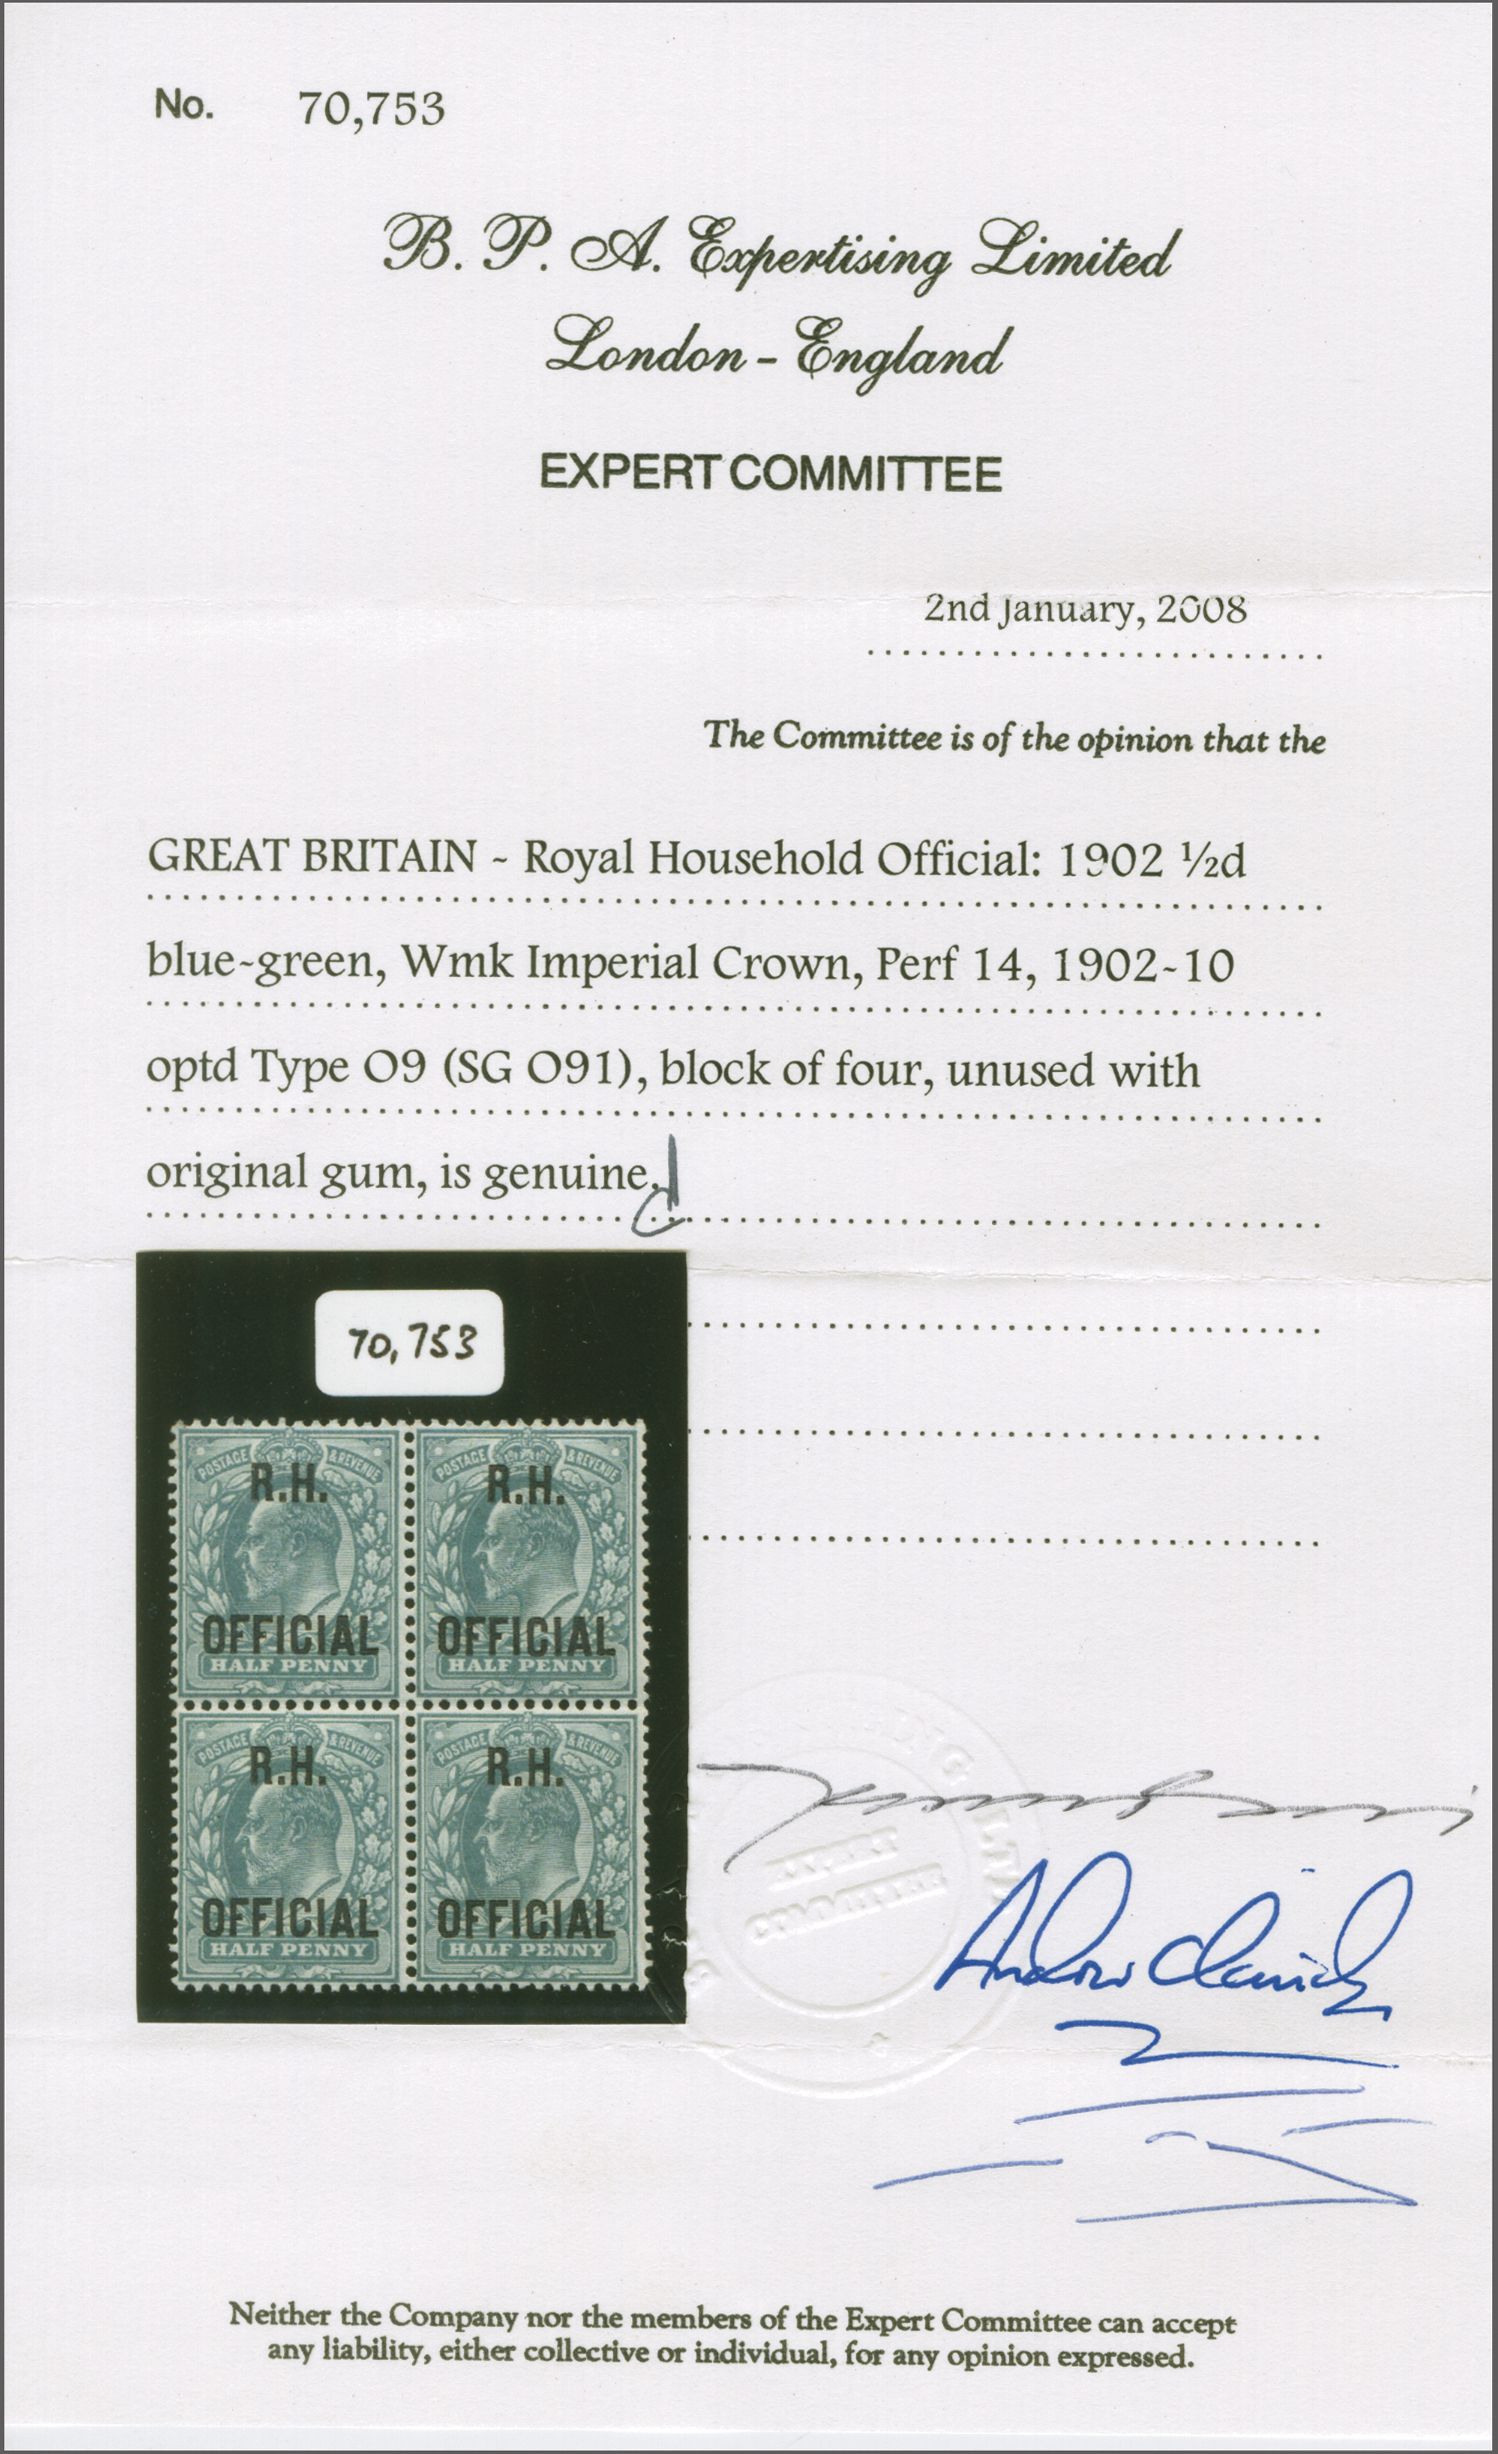 No. 70,753
B. P. A. Expertising Limited
London - England
EXPERT COMMITTEE
2nd January, 2008
The Committee is of the opinion that the
GREAT BRITAIN ~ Royal Household Official: 1902 ½d
blue~green, Wmk Imperial Crown, Perf 14, 1902~10
optd Type O9 (SG O91), block of four, unused with
original gum, is genuine.
70,753
POSTAGE & REVENUE POSTAGE & REVENUE
R.H. R.H.
OFFICIAL OFFICIAL
HALF PENNY HALF PENNY
POSTAGE & REVENUE POSTAGE & REVENUE
R.H. R.H.
OFFICIAL OFFICIAL
HALF PENNY HALF PENNY
EXPERT
COMMITTEE
Neither the Company nor the members of the Expert Committee can accept
any liability, either collective or individual, for any opinion expressed.